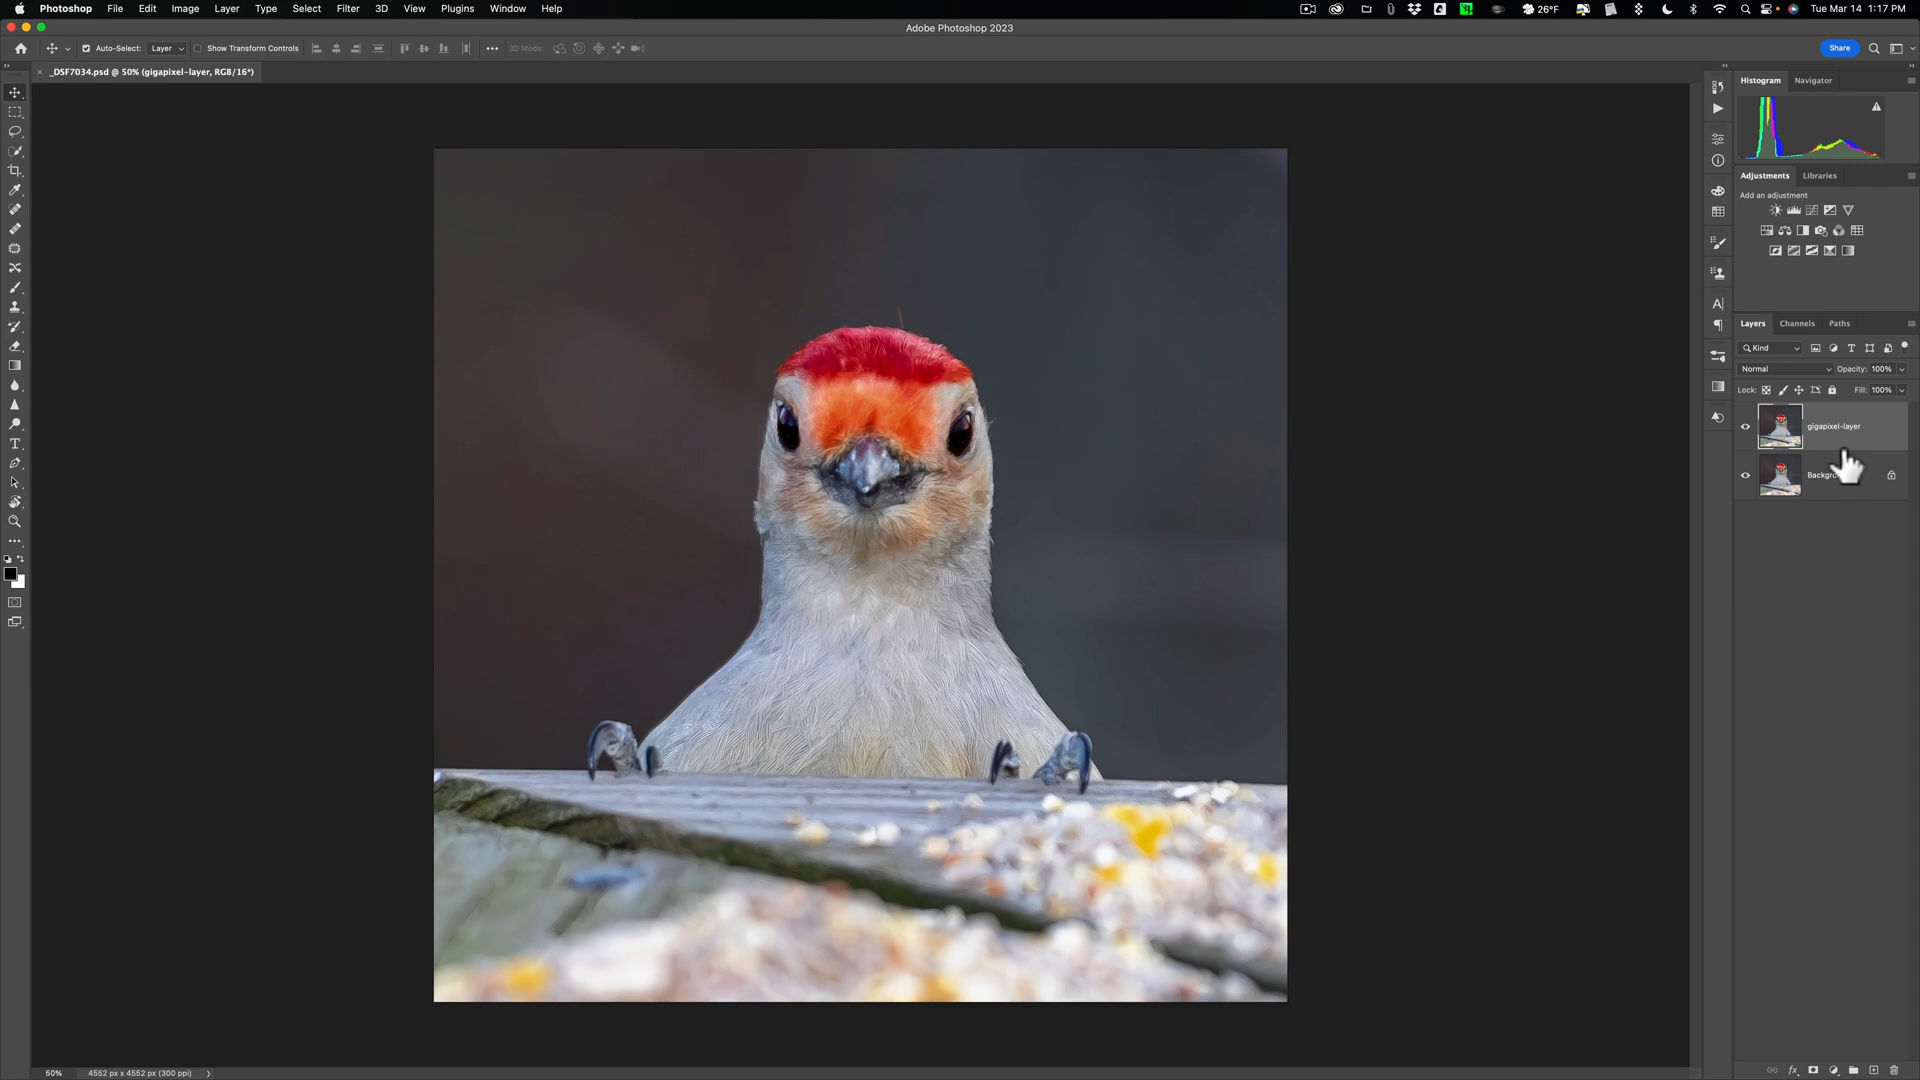 Photoshop File Edit Image Layer Type Select Filter 3D View Plugins Window Help 26°F Tue Mar 14 1:17 PM
Adobe Photoshop 2023
Auto-Select: Layer Show Transform Controls 3D Mode: Share
_DSF7034.psd @ 50% (gigapixel-layer, RGB/16*)
Histogram Navigator
Adjustments Libraries
Add an adjustment
Layers Channels Paths
Kind
Normal Opacity: 100%
Lock: Fill: 100%
gigapixel-layer
50% 4552 px x 4552 px (300 ppi)